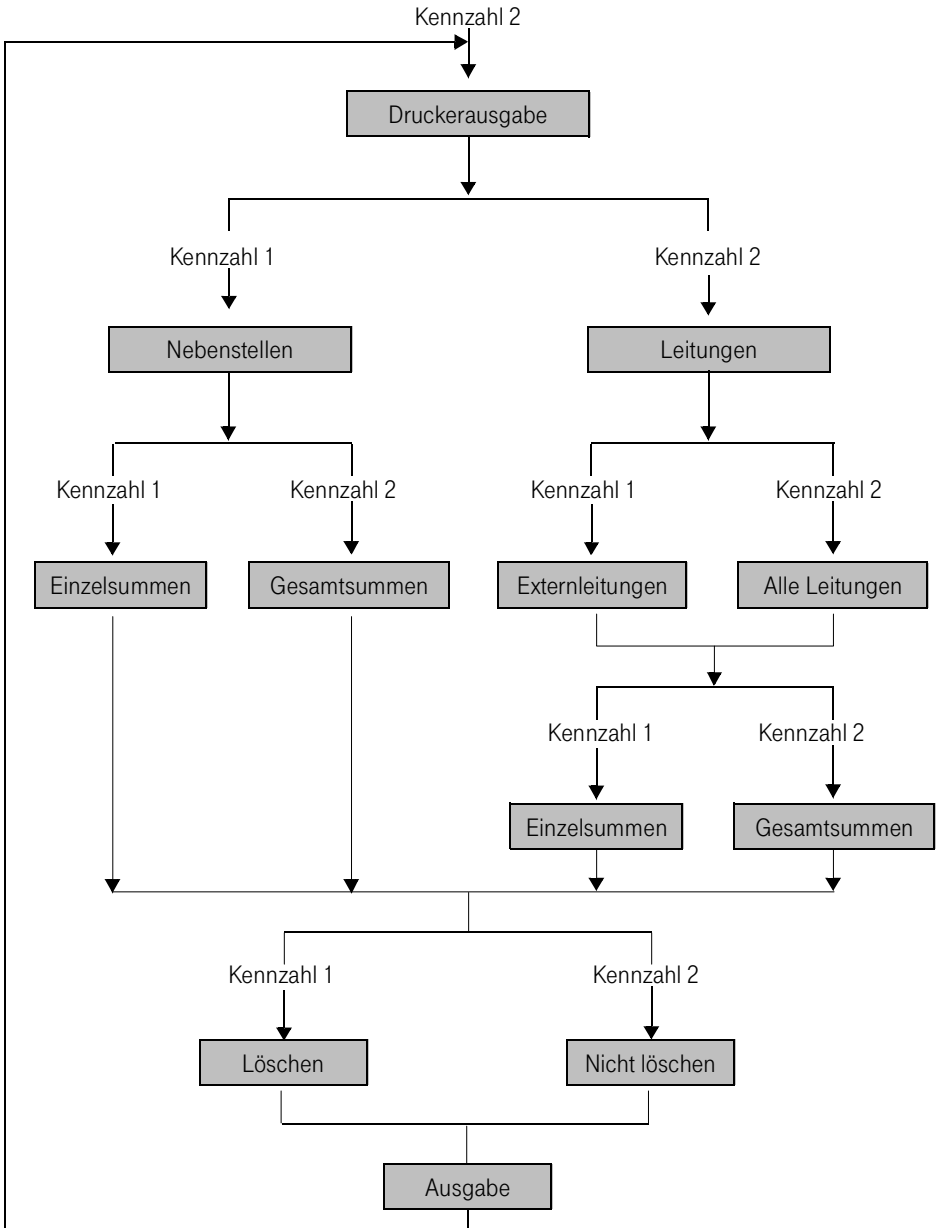 Kennzahl 2
Druckerausgabe
Kennzahl 1
Kennzahl 2
Nebenstellen
Leitungen
Kennzahl 1
Kennzahl 2
Kennzahl 1
Kennzahl 2
Einzelsummen
Gesamtsummen
Externleitungen
Alle Leitungen
Kennzahl 1
Kennzahl 2
Einzelsummen
Gesamtsummen
Kennzahl 1
Kennzahl 2
Löschen
Nicht löschen
Ausgabe